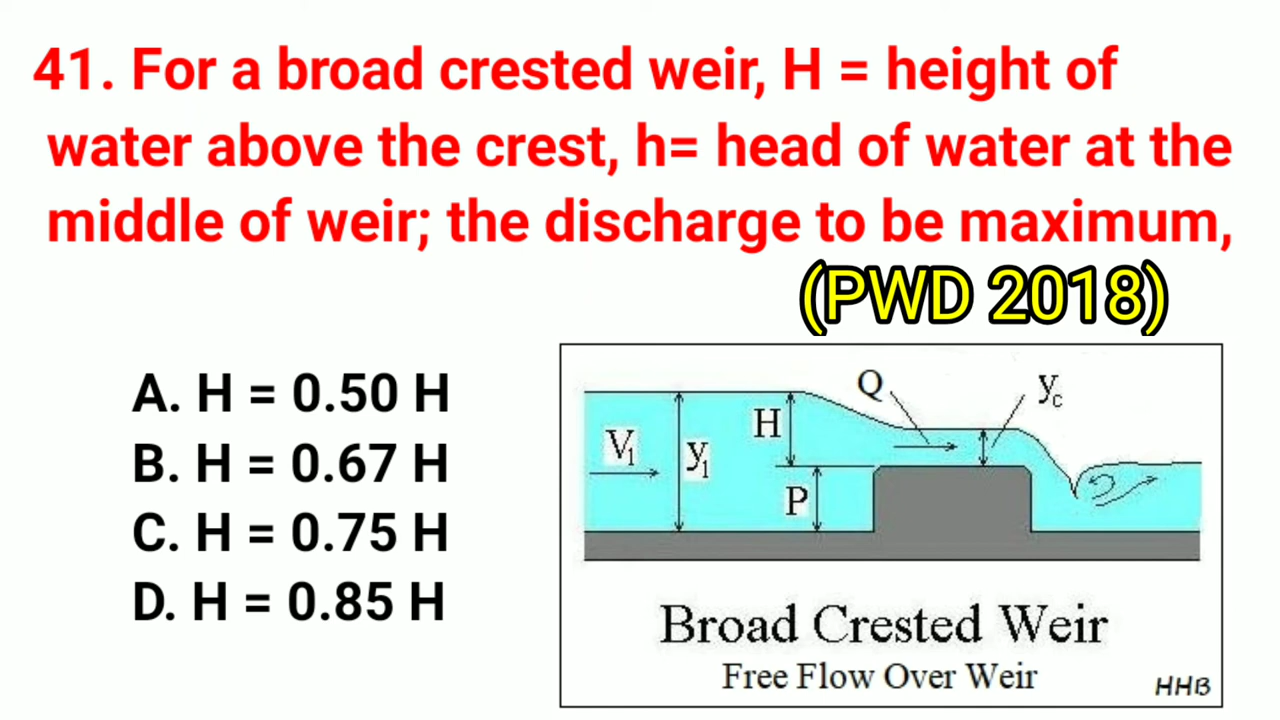 41. For a broad crested weir, H = height of
water above the crest, h= head of water at the
middle of weir; the discharge to be maximum,
(PWD 2018)
A. H = 0.50 H
B. H = 0.67 H
C. H = 0.75 H
D. H = 0.85 H
Q
yc
H
V1
y1
P
Broad Crested Weir
Free Flow Over Weir
HHB